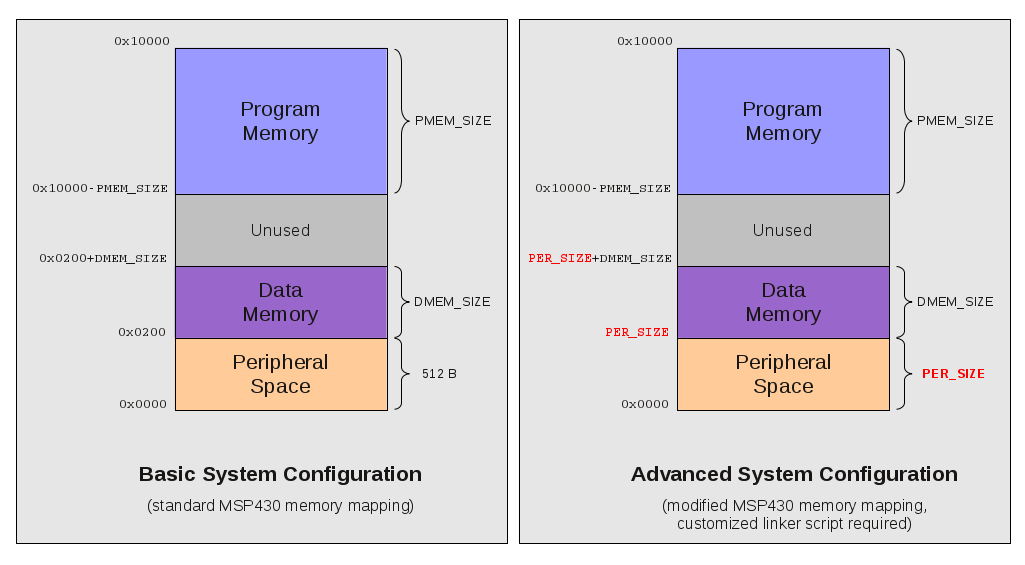 0x10000
Program
Memory
PMEM_SIZE
0x10000-PMEM_SIZE
Unused
0x0200+DMEM_SIZE
Data
Memory
DMEM_SIZE
0x0200
Peripheral
Space
512 B
0x0000
Basic System Configuration
(standard MSP430 memory mapping)
0x10000
Program
Memory
PMEM_SIZE
0x10000-PMEM_SIZE
Unused
PER_SIZE+DMEM_SIZE
Data
Memory
DMEM_SIZE
PER_SIZE
Peripheral
Space
PER_SIZE
0x0000
Advanced System Configuration
(modified MSP430 memory mapping,
customized linker script required)